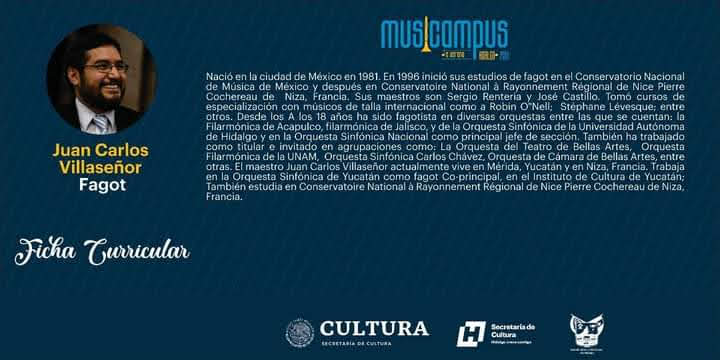 MUSICAMPUS
HIDALGO
Juan Carlos
Villaseñor
Fagot
Nació en la ciudad de México en 1981. En 1996 inició sus estudios de fagot en el Conservatorio Nacional
de Música de México y después en Conservatoire à Rayonnement Régional de Nice Pierre
Cochereau de Niza, Francia. Sus maestros son Sergio Renteria y José Castillo. Tomó cursos de
especialización con músicos de talla internacional como a Robin O"Nell; Stéphane Lévesque; entre
otros. Desde los A los 18 años ha sido fagotista en diversas orquestas entre las que se cuentan: la
Filarmónica de Acapulco, filarmónica de Jalisco, y de la Orquesta Sinfónica de la Universidad Autónoma
de Hidalgo y en la Orquesta Sinfónica Nacional como principal jefe de sección. También ha trabajado
como titular e invitado en agrupaciones como: La Orquesta del Teatro de Bellas Artes, Orquesta
Filarmónica de la UNAM, Orquesta Sinfónica Carlos Chávez, Orquesta de Cámara de Bellas Artes, entre
otras. El maestro Juan Carlos Villaseñor actualmente vive en Mérida, Yucatán y en Niza, Francia. Trabaja
en la Orquesta Sinfónica de Yucatán como fagot Co-principal, en el Instituto de Cultura de Yucatán;
También estudia en Conservatoire National à Rayonnement Régional de Nice Pierre Cochereau de Niza,
Francia.
Ficha Curricular
CULTURA
SECRETARÍA DE CULTURA
H
Secretaría de
Cultura
Hidalgo crece contigo